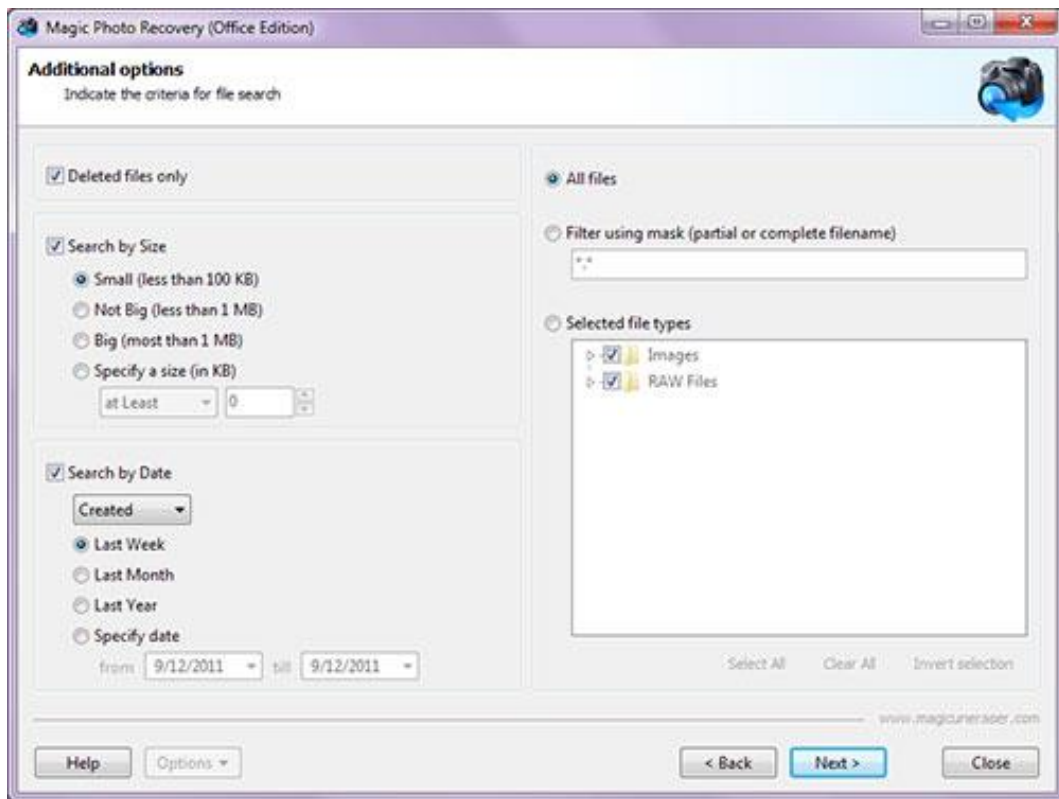 Magic Photo Recovery (Office Edition)
Additional options
Indicate the criteria for file search
Deleted files only
Search by Size
Small (less than 100 KB)
Not Big (less than 1 MB)
Big (most than 1 MB)
Specify a size (in KB)
at Least 0
Search by Date
Created
Last Week
Last Month
Last Year
Specify date
from 9/12/2011 till 9/12/2011
All files
Filter using mask (partial or complete filename)
*.*
Selected file types
Images
RAW Files
Select All Clear All Invert selection
www.magicuneraser.com
Help Options < Back Next > Close